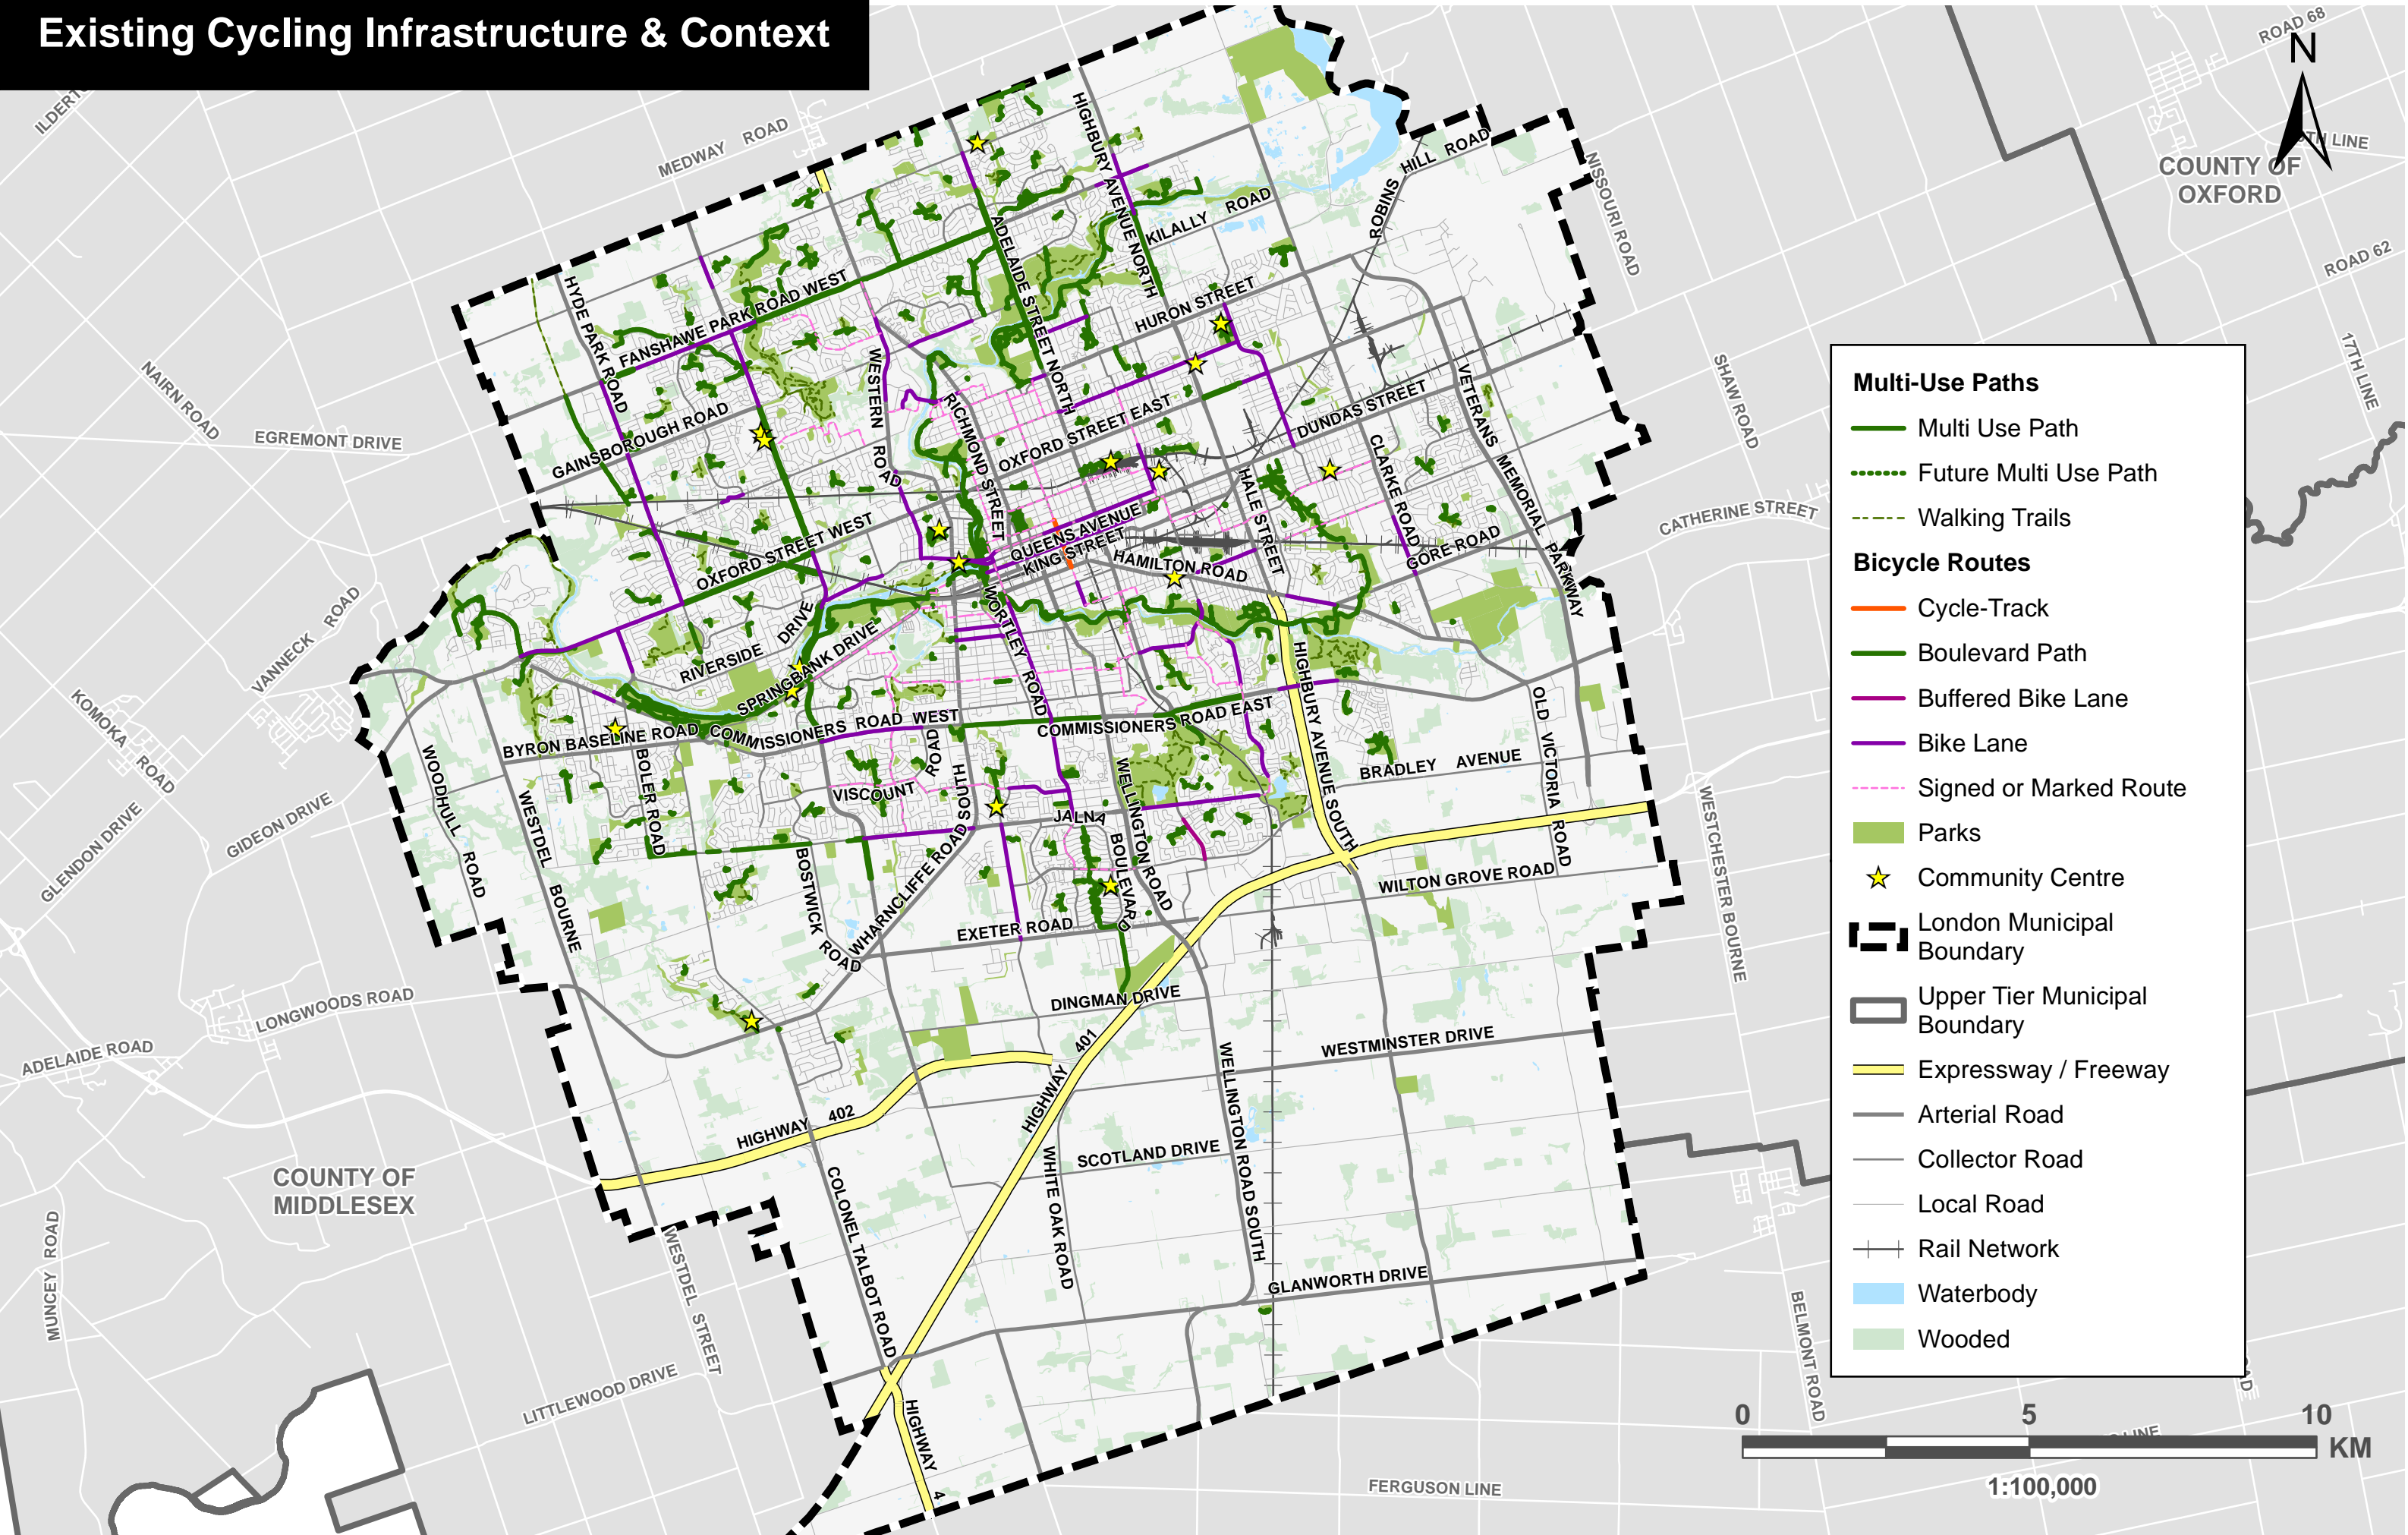 Existing Cycling Infrastructure & Context
N
ROAD 68
COUNTY OF
OXFORD
ROAD 62
17TH LINE
NISSOURI ROAD
SHAW ROAD
CATHERINE STREET
WESTCHESTER BOURNE
BELMONT ROAD
FERGUSON LINE
MEDWAY ROAD
NAIRN ROAD
EGREMONT DRIVE
VANNECK ROAD
KOMOKA ROAD
GLENDON DRIVE
GIDEON DRIVE
LONGWOODS ROAD
ADELAIDE ROAD
COUNTY OF
MIDDLESEX
MUNCEY ROAD
WESTDEL STREET
LITTLEWOOD DRIVE
HIGHBURY AVENUE NORTH
ROBINS HILL ROAD
KILALLY ROAD
ADELAIDE STREET NORTH
HYDE PARK ROAD
FANSHAWE PARK ROAD WEST
HURON STREET
WESTERN ROAD
RICHMOND STREET
GAINSBOROUGH ROAD
OXFORD STREET EAST
DUNDAS STREET
VETERANS MEMORIAL PARKWAY
CLARKE ROAD
HALE STREET
QUEENS AVENUE
KING STREET
HAMILTON ROAD
GORE ROAD
OXFORD STREET WEST
RIVERSIDE DRIVE
SPRINGBANK DRIVE
WORTLEY ROAD
HIGHBURY AVENUE SOUTH
OLD VICTORIA ROAD
BYRON BASELINE ROAD
COMMISSIONERS ROAD WEST
COMMISSIONERS ROAD EAST
BRADLEY AVENUE
WOODHULL ROAD
WESTDEL BOURNE
BOLER ROAD
VISCOUNT ROAD
JALNA BOULEVARD
WELLINGTON ROAD
BOSTWICK ROAD
WHARNCLIFFE ROAD SOUTH
EXETER ROAD
WILTON GROVE ROAD
DINGMAN DRIVE
HIGHWAY 401
WESTMINSTER DRIVE
HIGHWAY 402
WELLINGTON ROAD SOUTH
SCOTLAND DRIVE
WHITE OAK ROAD
COLONEL TALBOT ROAD
GLANWORTH DRIVE
HIGHWAY 4
Multi-Use Paths
Multi Use Path
Future Multi Use Path
Walking Trails
Bicycle Routes
Cycle-Track
Boulevard Path
Buffered Bike Lane
Bike Lane
Signed or Marked Route
Parks
Community Centre
London Municipal
Boundary
Upper Tier Municipal
Boundary
Expressway / Freeway
Arterial Road
Collector Road
Local Road
Rail Network
Waterbody
Wooded
0 5 10
KM
1:100,000